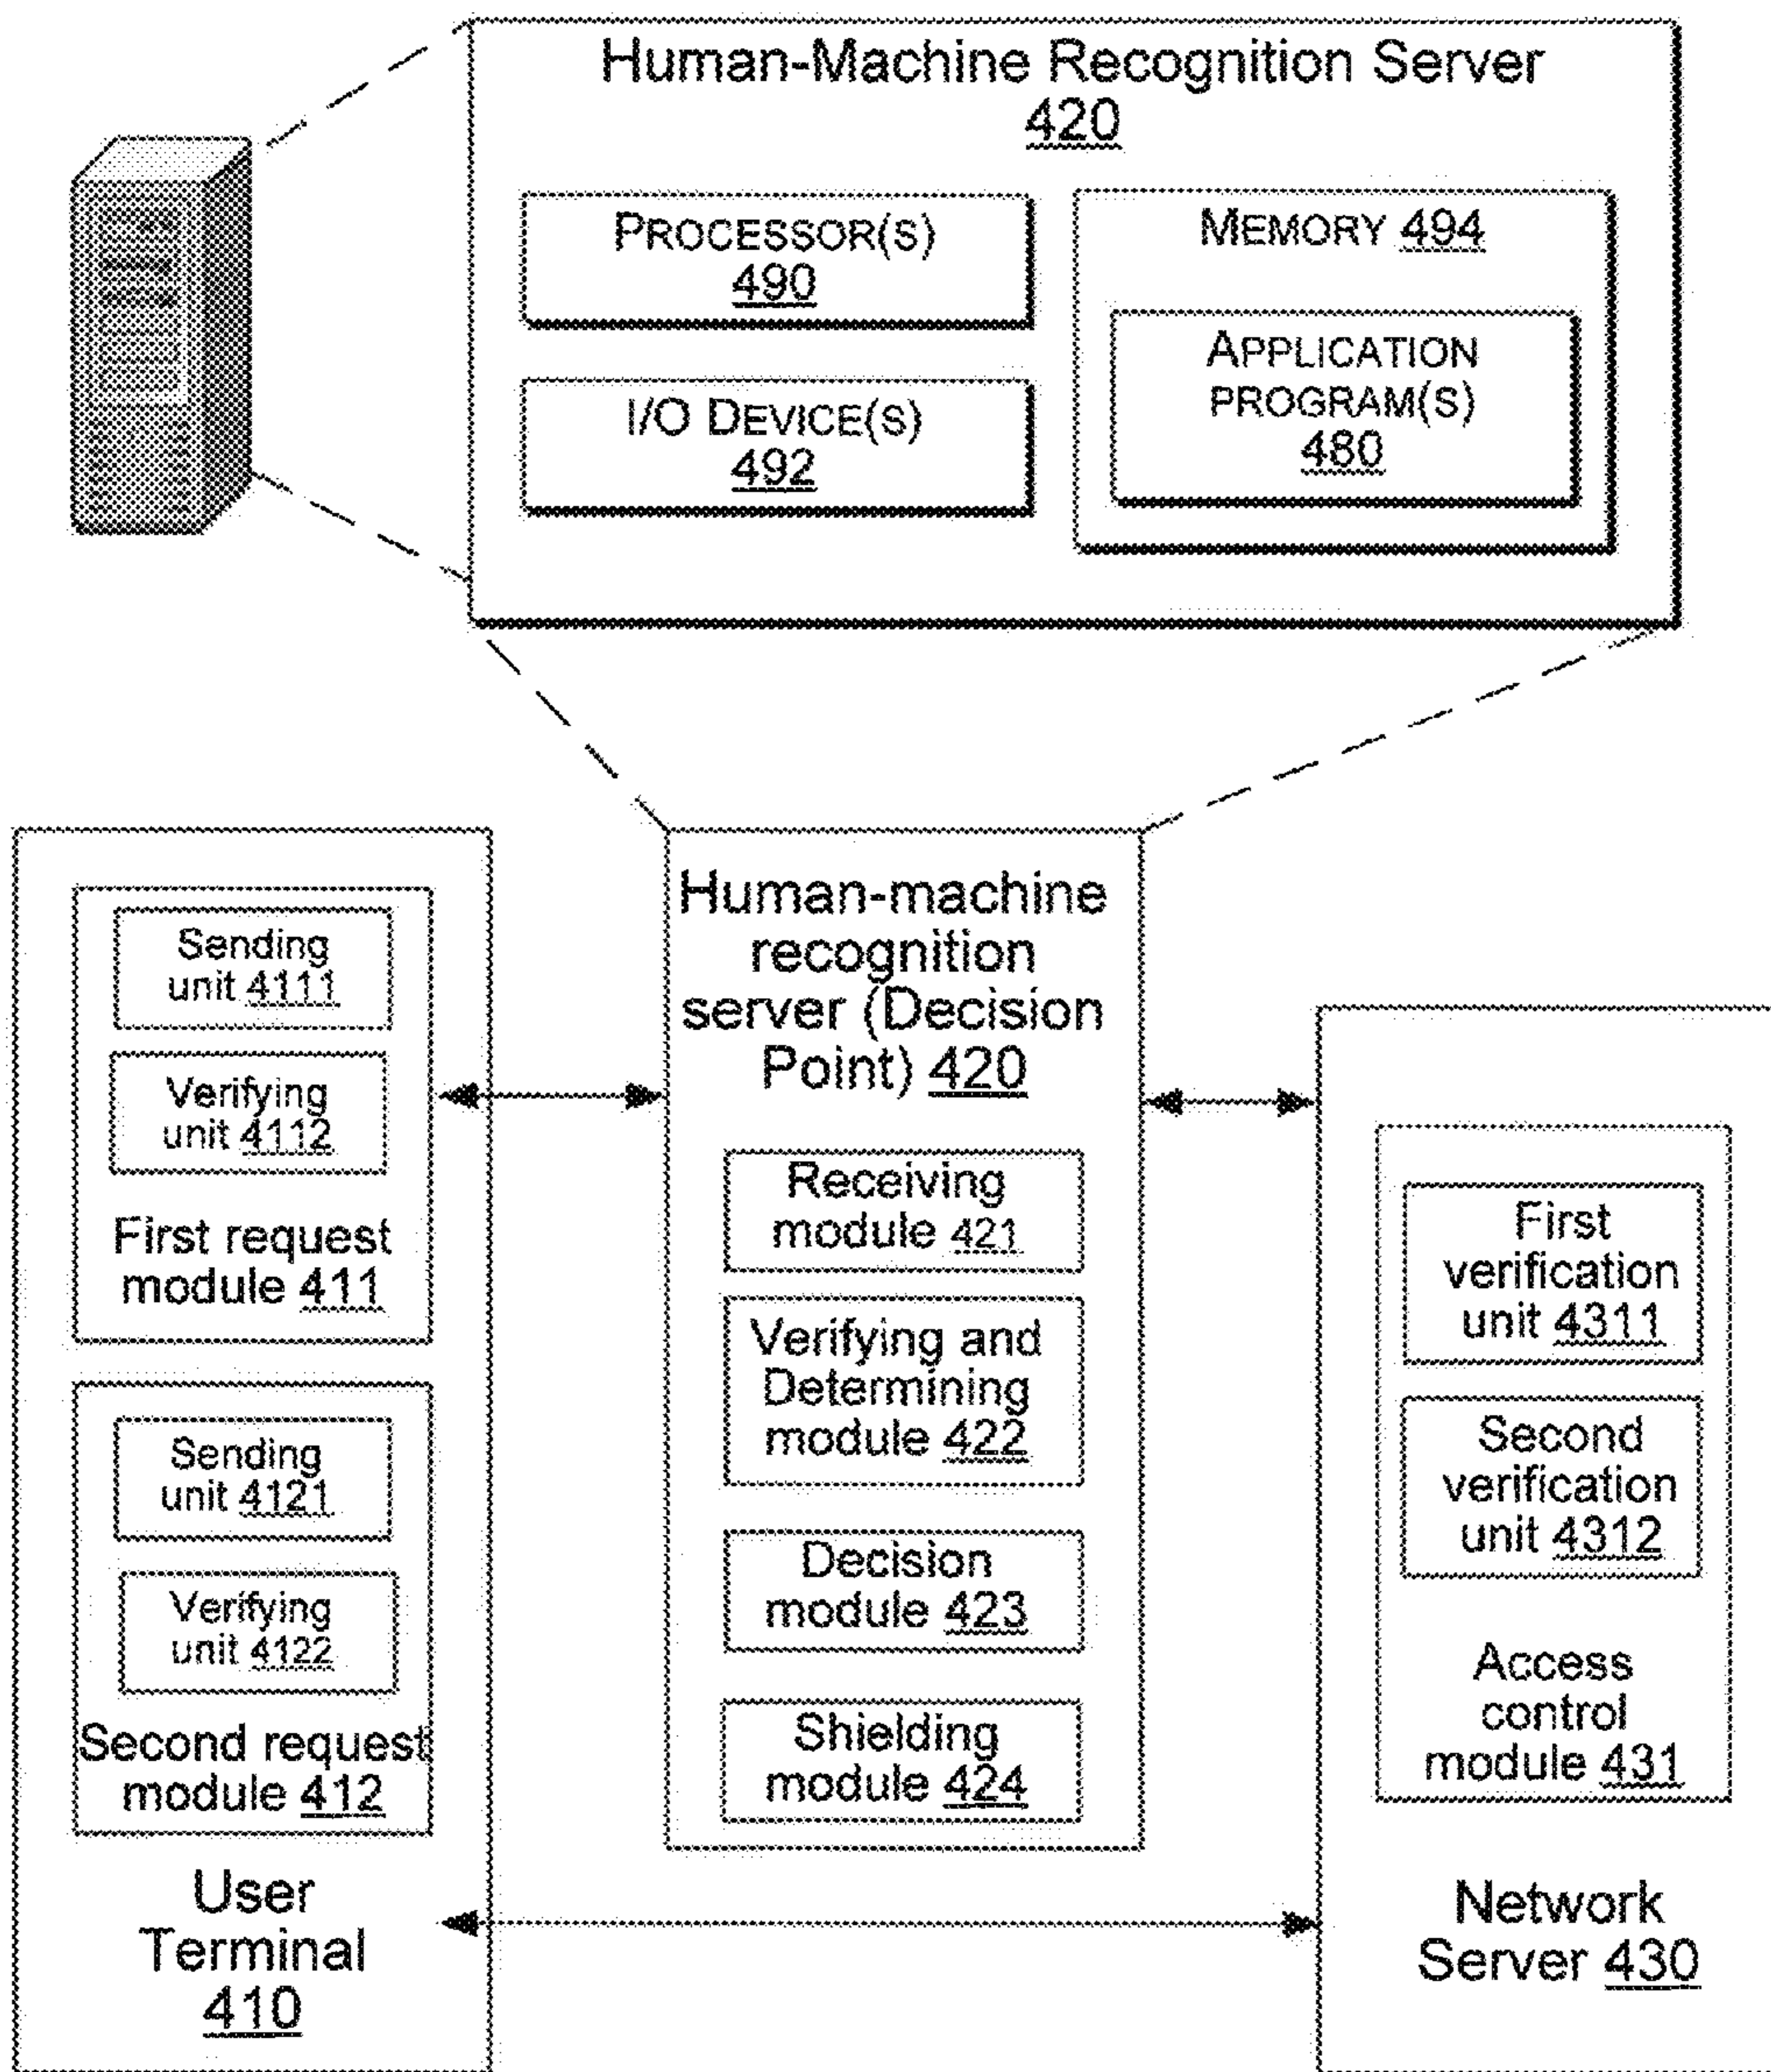 Human-Machine Recognition Server
420
PROCESSOR(S)
490
I/O DEVICE(S)
492
MEMORY 494
APPLICATION
PROGRAM(S)
480
Sending
unit 4111
Verifying
unit 4112
First request
module 411
Sending
unit 4121
Verifying
unit 4122
Second request
module 412
User
Terminal
410
Human-machine
recognition
server (Decision
Point) 420
Receiving
module 421
Verifying and
Determining
module 422
Decision
module 423
Shielding
module 424
First
verification
unit 4311
Second
verification
unit 4312
Access
control
module 431
Network
Server 430